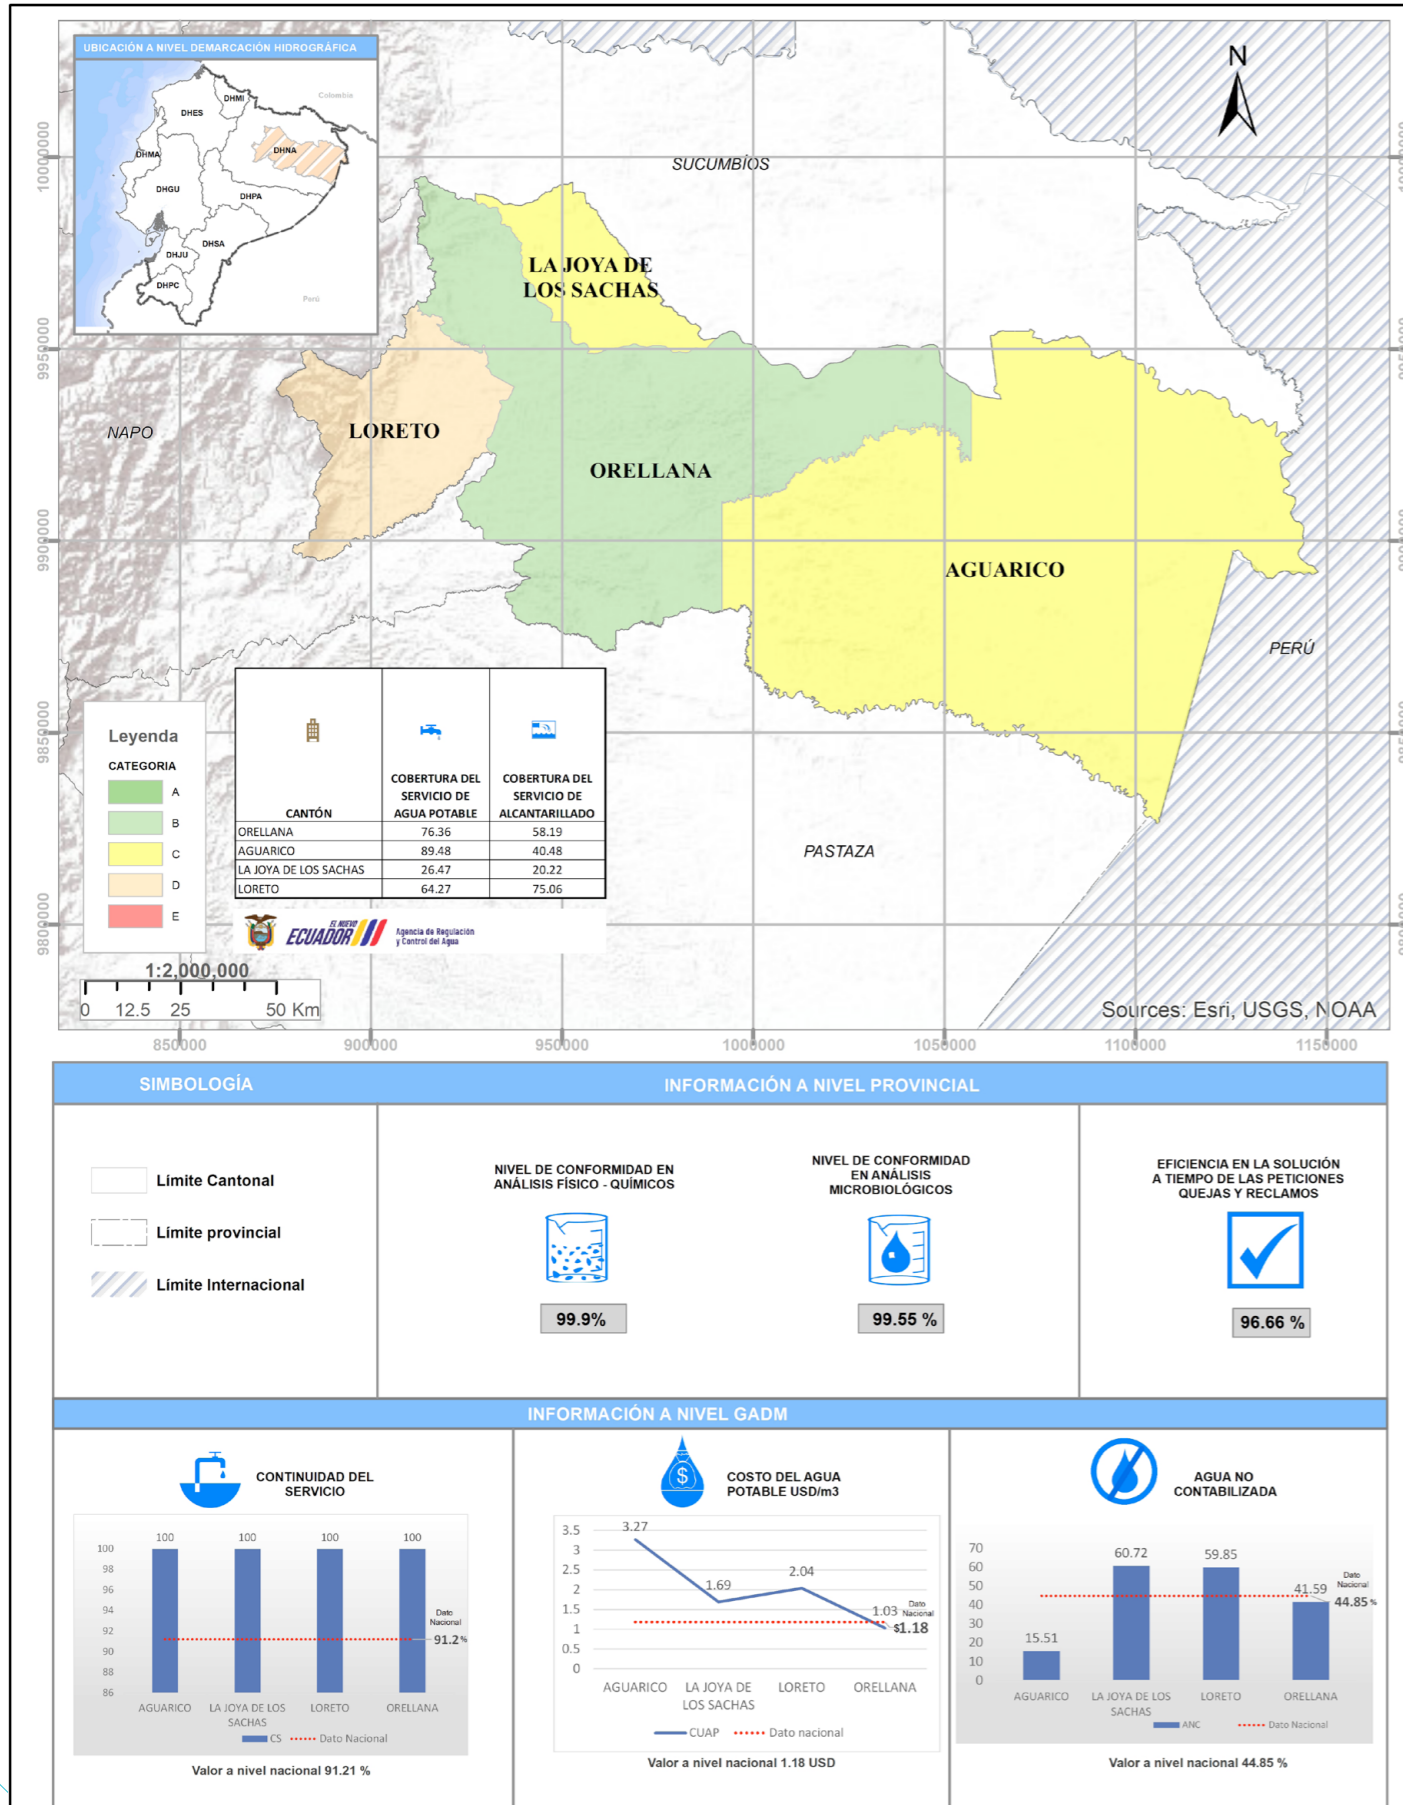 UBICACIÓN A NIVEL DEMARCACIÓN HIDROGRÁFICA
Colombia
DHMI
DHES
DHNA
DHMA
DHGU
DHPA
DHSA
DHJU
DHPC
Perú
N
SUCUMBÍOS
LA JOYA DE
LOS SACHAS
NAPO
LORETO
ORELLANA
AGUARICO
PERÚ
PASTAZA
10000000
9950000
9900000
9850000
9800000
Leyenda
CATEGORIA
A
B
C
D
E
CANTÓN
COBERTURA DEL
SERVICIO DE
AGUA POTABLE
COBERTURA DEL
SERVICIO DE
ALCANTARILLADO
ORELLANA 76.36 58.19
AGUARICO 89.48 40.48
LA JOYA DE LOS SACHAS 26.47 20.22
LORETO 64.27 75.06
EL NUEVO
ECUADOR
Agencia de Regulación
y Control del Agua
1:2,000,000
0 12.5 25 50 Km
Sources: Esri, USGS, NOAA
850000 900000 950000 1000000 1050000 1100000 1150000
SIMBOLOGÍA
INFORMACIÓN A NIVEL PROVINCIAL
Límite Cantonal
Límite provincial
Límite Internacional
NIVEL DE CONFORMIDAD EN
ANÁLISIS FÍSICO - QUÍMICOS
99.9%
NIVEL DE CONFORMIDAD
EN ANÁLISIS
MICROBIOLÓGICOS
99.55 %
EFICIENCIA EN LA SOLUCIÓN
A TIEMPO DE LAS PETICIONES
QUEJAS Y RECLAMOS
96.66 %
INFORMACIÓN A NIVEL GADM
CONTINUIDAD DEL
SERVICIO
100 100 100 100
100
98
96
94
92
90
88
86
Dato
Nacional
91.2 %
AGUARICO LA JOYA DE LOS SACHAS LORETO ORELLANA
CS Dato Nacional
Valor a nivel nacional 91.21 %
$
COSTO DEL AGUA
POTABLE USD/m3
3.5
3
2.5
2
1.5
1
0.5
0
3.27
1.69
2.04
1.03
Dato
Nacional
$1.18
AGUARICO LA JOYA DE LOS SACHAS LORETO ORELLANA
CUAP Dato nacional
Valor a nivel nacional 1.18 USD
AGUA NO
CONTABILIZADA
70
60
50
40
30
20
10
0
15.51
60.72
59.85
41.59
Dato
Nacional
44.85 %
AGUARICO LA JOYA DE LOS SACHAS LORETO ORELLANA
ANC Dato Nacional
Valor a nivel nacional 44.85 %